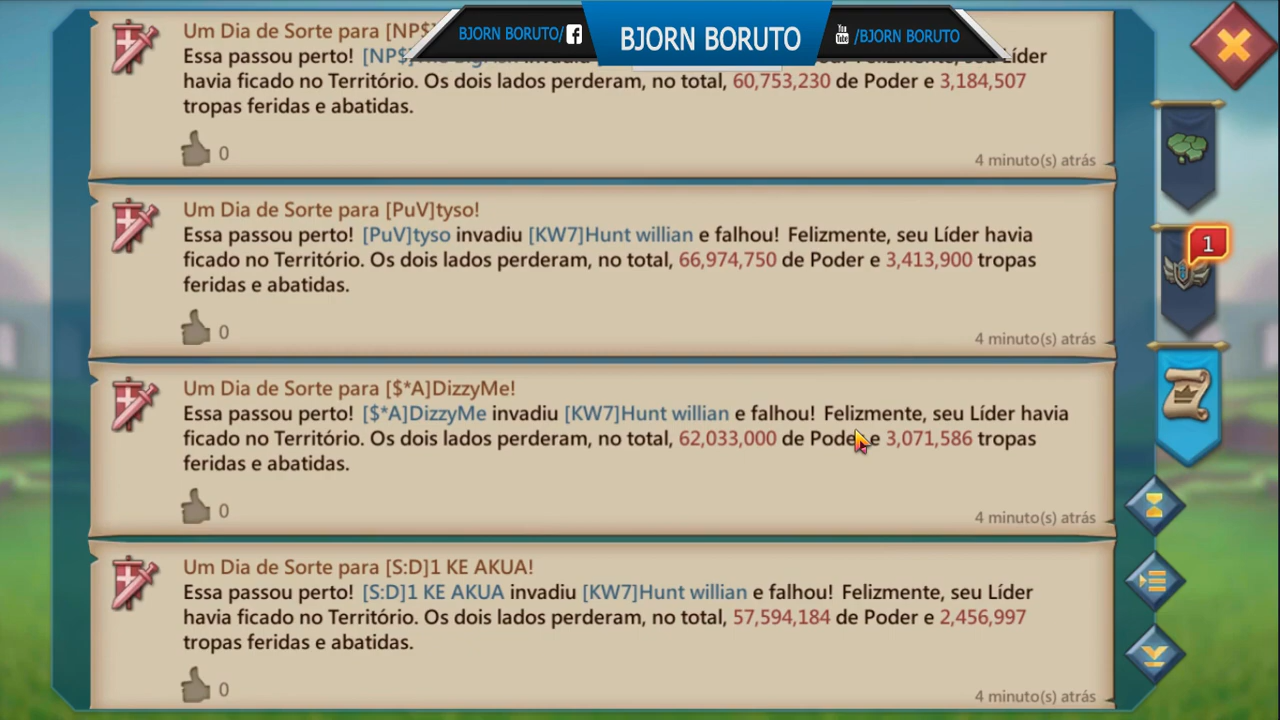 BJORN BORUTO/
BJORN BORUTO
You Tube /BJORN BORUTO
Um Dia de Sorte para [NP$]
Essa passou perto! [NP$]
havia ficado no Território. Os dois lados perderam, no total, 60,753,230 de Poder e 3,184,507
tropas feridas e abatidas.
0
4 minuto(s) atrás
Um Dia de Sorte para [PuV]tyso!
Essa passou perto! [PuV]tyso invadiu [KW7]Hunt willian e falhou! Felizmente, seu Líder havia
ficado no Território. Os dois lados perderam, no total, 66,974,750 de Poder e 3,413,900 tropas
feridas e abatidas.
0
4 minuto(s) atrás
1
Um Dia de Sorte para [$*A]DizzyMe!
Essa passou perto! [$*A]DizzyMe invadiu [KW7]Hunt willian e falhou! Felizmente, seu Líder havia
ficado no Território. Os dois lados perderam, no total, 62,033,000 de Poder e 3,071,586 tropas
feridas e abatidas.
0
4 minuto(s) atrás
Um Dia de Sorte para [S:D]1 KE AKUA!
Essa passou perto! [S:D]1 KE AKUA invadiu [KW7]Hunt willian e falhou! Felizmente, seu Líder
havia ficado no Território. Os dois lados perderam, no total, 57,594,184 de Poder e 2,456,997
tropas feridas e abatidas.
0
4 minuto(s) atrás